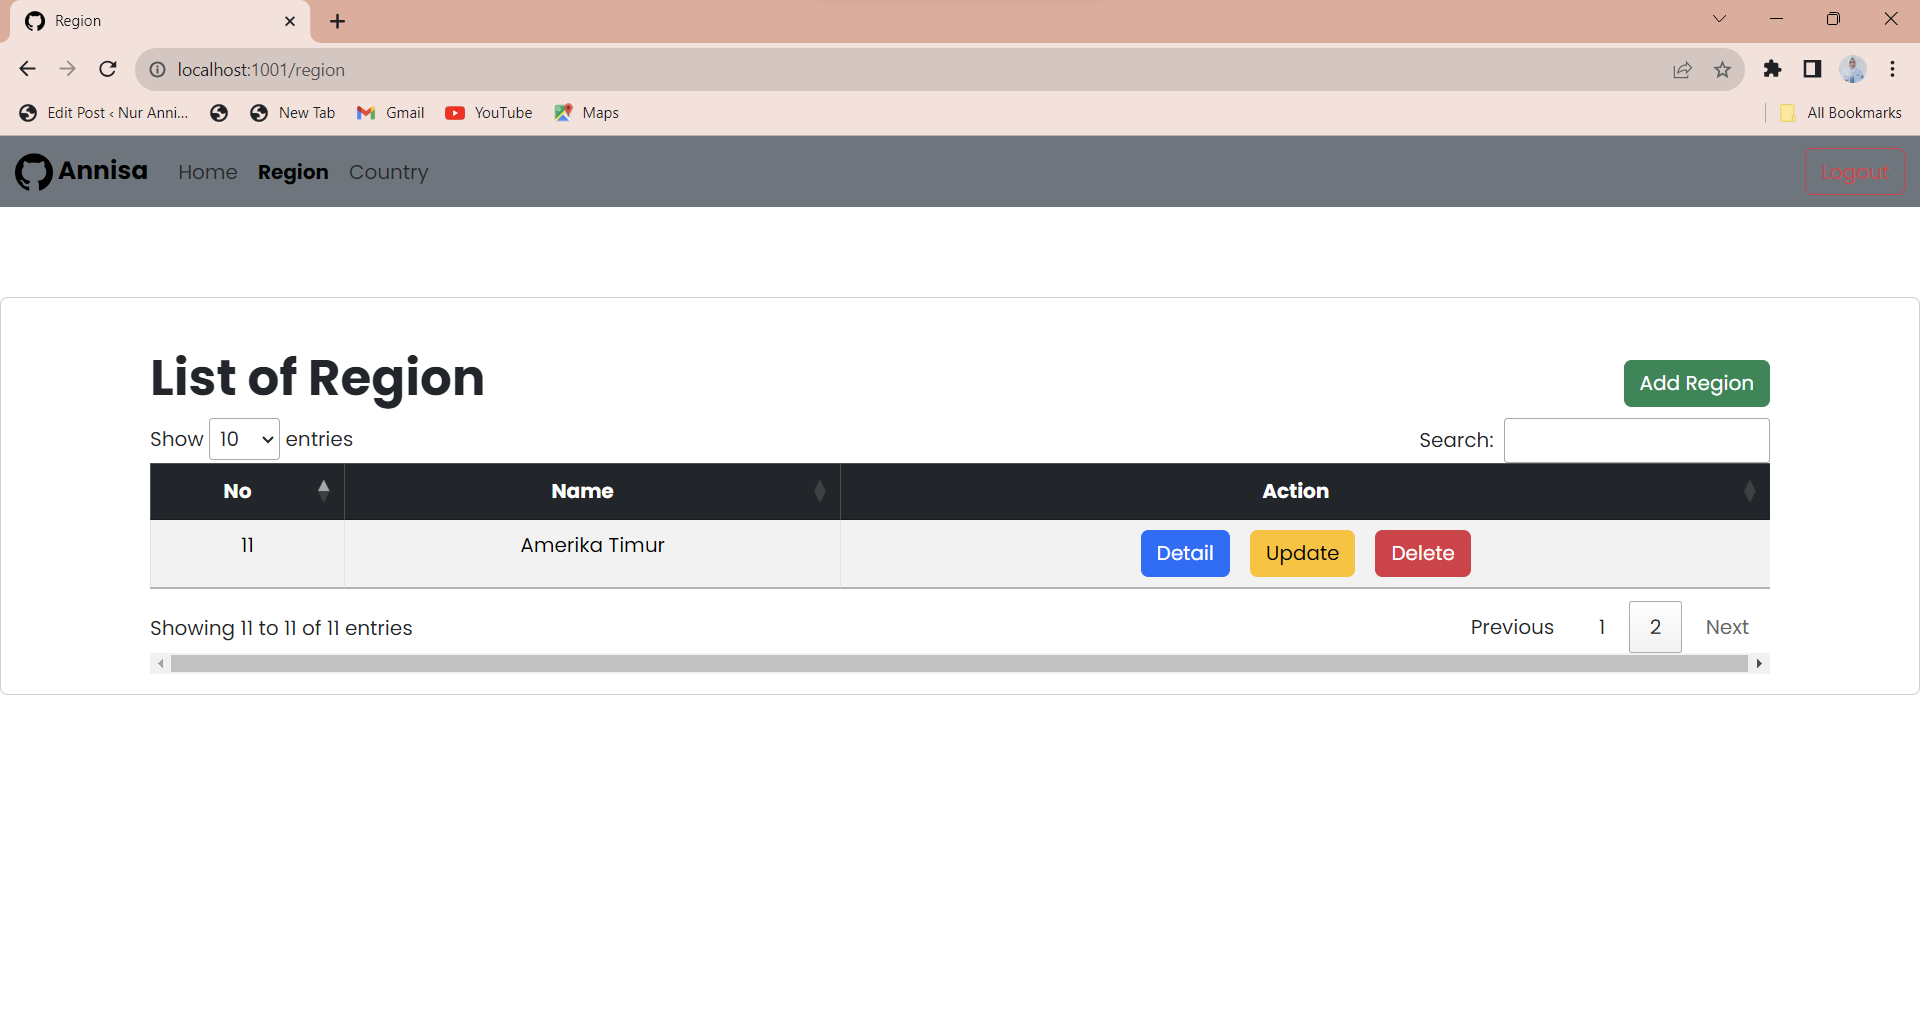 Region
localhost:1001/region
Edit Post ‹ Nur Anni... New Tab Gmail YouTube Maps All Bookmarks
Annisa Home Region Country Logout
List of Region
Add Region
Show 10 entries Search:
No Name Action
11 Amerika Timur Detail Update Delete
Showing 11 to 11 of 11 entries Previous 1 2 Next